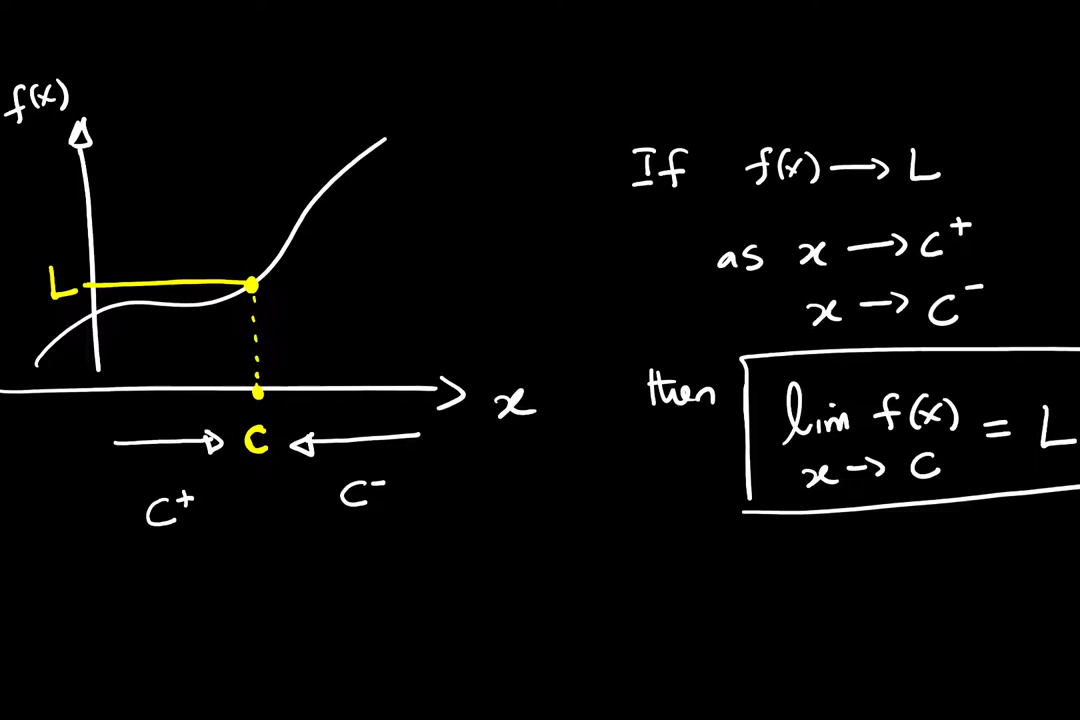 f(x)
L
x
C
C⁺
C⁻
If f(x) → L
as x → C⁺
x → C⁻
then
lim f(x) = L
x → C